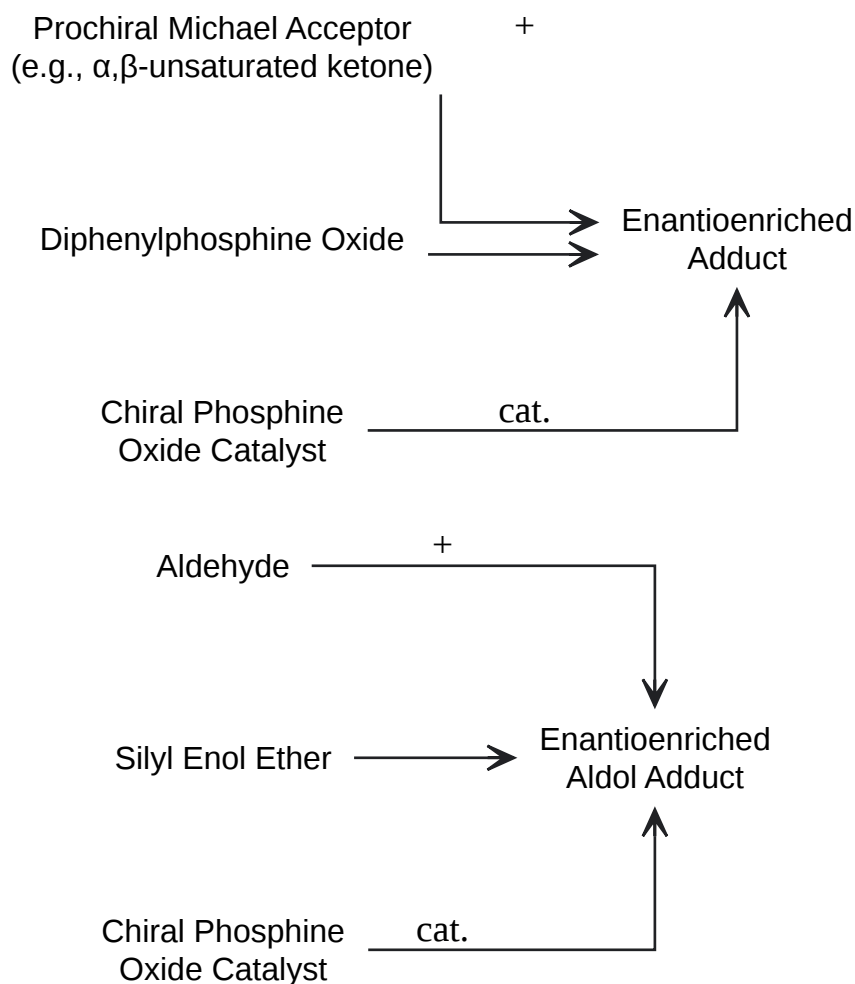 Prochiral Michael Acceptor +
(e.g., α,β-unsaturated ketone)
Enantioenriched
Adduct
Diphenylphosphine Oxide
Chiral Phosphine
Oxide Catalyst
cat.
+
Aldehyde
Silyl Enol Ether
Enantioenriched
Aldol Adduct
Chiral Phosphine
Oxide Catalyst
cat.